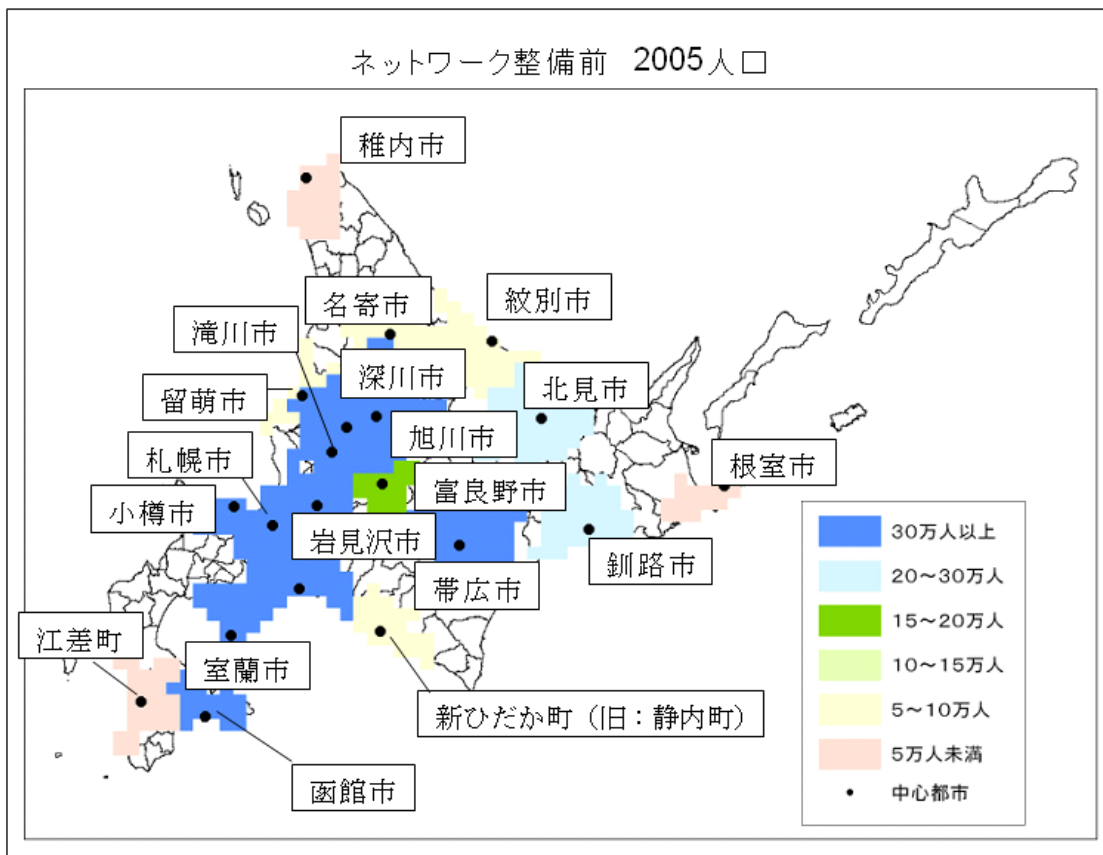 ネットワーク整備前 2005人口
稚内市
名寄市
紋別市
滝川市
深川市
北見市
留萌市
旭川市
札幌市
根室市
富良野市
小樽市
岩見沢市
釧路市
帯広市
江差町
室蘭市
新ひだか町（旧：静内町）
函館市
30万人以上
20～30万人
15～20万人
10～15万人
5～10万人
5万人未満
中心都市